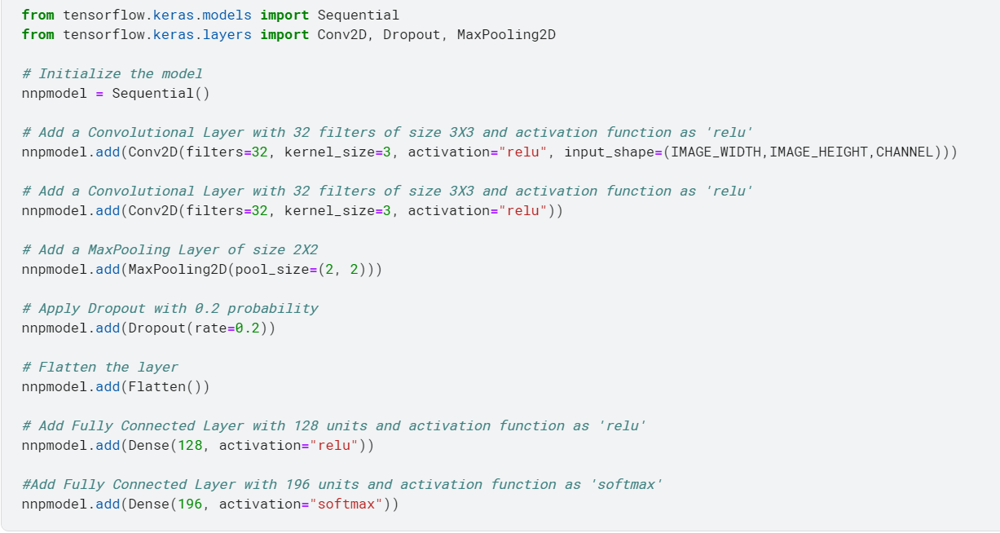 from tensorflow.keras.models import Sequential
from tensorflow.keras.layers import Conv2D, Dropout, MaxPooling2D
# Initialize the model
nnpmodel = Sequential()
# Add a Convolutional Layer with 32 filters of size 3X3 and activation function as 'relu'
nnpmodel.add(Conv2D(filters=32, kernel_size=3, activation="relu", input_shape=(IMAGE_WIDTH,IMAGE_HEIGHT,CHANNEL)))
# Add a Convolutional Layer with 32 filters of size 3X3 and activation function as 'relu'
nnpmodel.add(Conv2D(filters=32, kernel_size=3, activation="relu"))
# Add a MaxPooling Layer of size 2X2
nnpmodel.add(MaxPooling2D(pool_size=(2, 2)))
# Apply Dropout with 0.2 probability
nnpmodel.add(Dropout(rate=0.2))
# Flatten the layer
nnpmodel.add(Flatten())
# Add Fully Connected Layer with 128 units and activation function as 'relu'
nnpmodel.add(Dense(128, activation="relu"))
#Add Fully Connected Layer with 196 units and activation function as 'softmax'
nnpmodel.add(Dense(196, activation="softmax"))